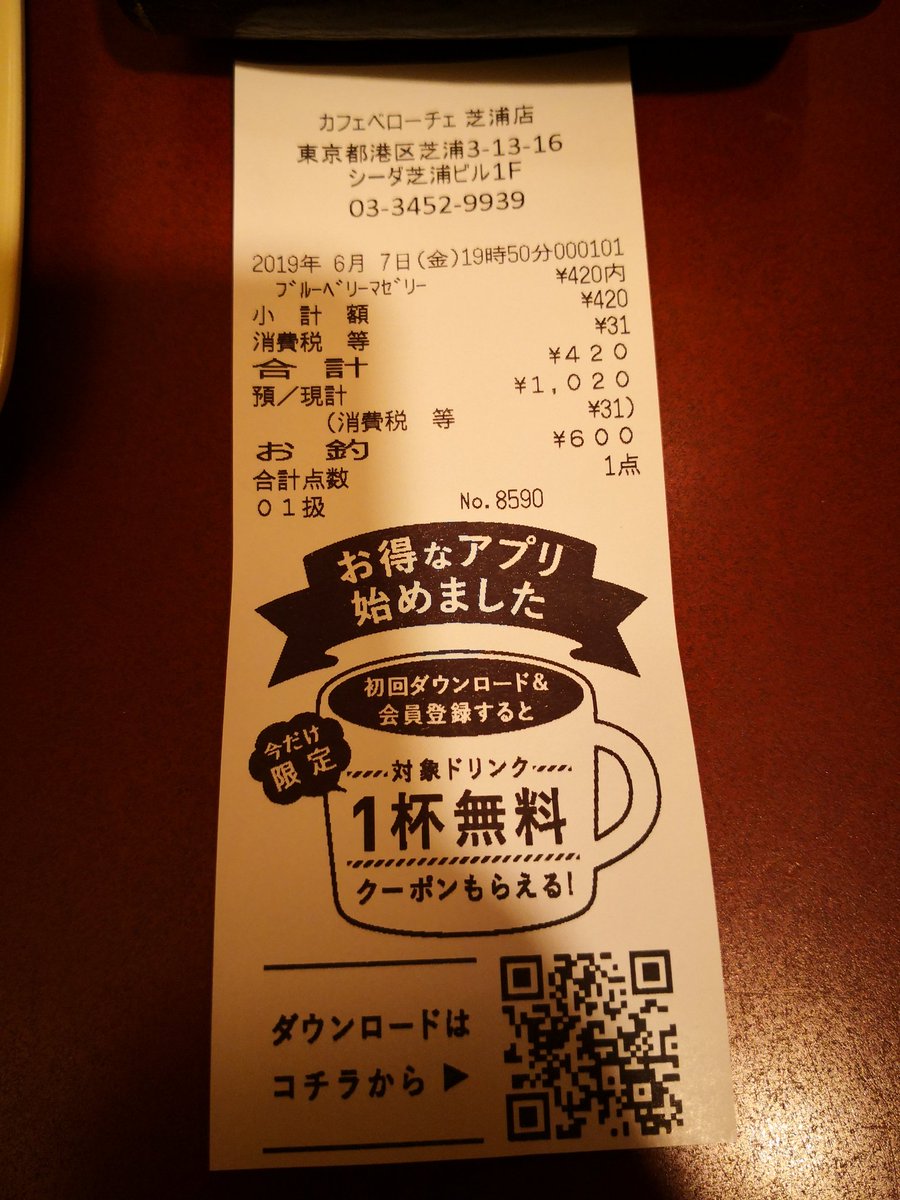 カフェベローチェ 芝浦店
東京都港区芝浦3-13-16
シーダ芝浦ビル1F
03-3452-9939
2019年 6月 7日(金)19時50分000101
ﾌﾞﾙｰﾍﾞﾘｰﾏｾﾞﾘｰ ¥420内
小 計 額 ¥420
消費税 等 ¥31
合 計 ¥420
預/現計 ¥1,020
(消費税 等 ¥31)
お 釣 ¥600
合計点数 1点
01扱 No.8590
お得なアプリ
始めました
初回ダウンロード&
会員登録すると
今だけ
限定
対象ドリンク
1杯無料
クーポンもらえる!
ダウンロードは
コチラから ▶